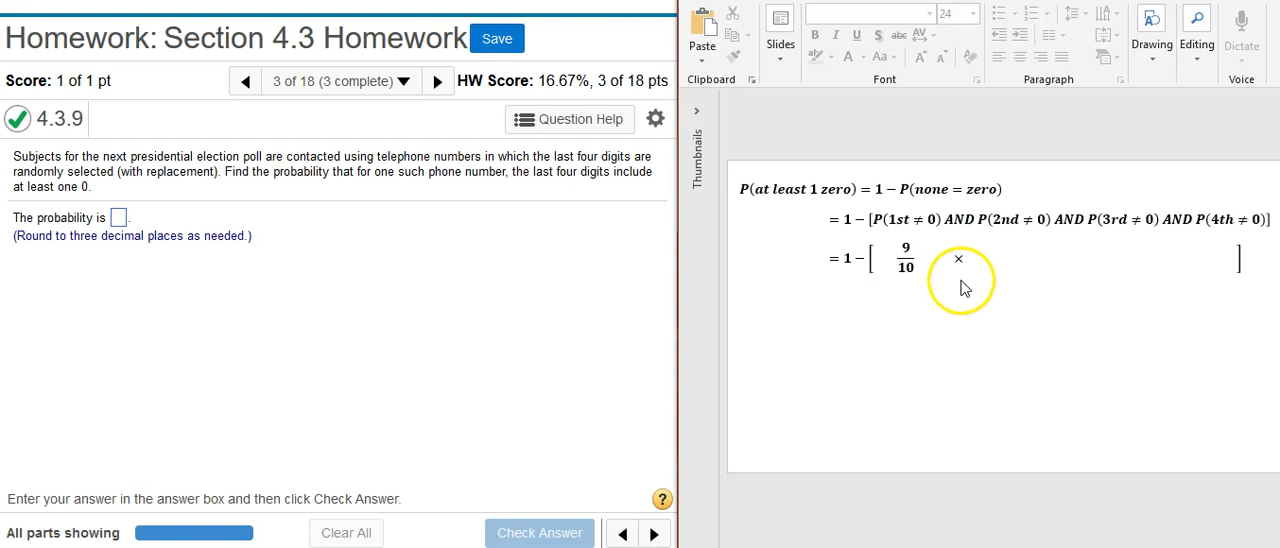 Homework: Section 4.3 Homework Save
Score: 1 of 1 pt
3 of 18 (3 complete)
HW Score: 16.67%, 3 of 18 pts
4.3.9
Question Help
Subjects for the next presidential election poll are contacted using telephone numbers in which the last four digits are
randomly selected (with replacement). Find the probability that for one such phone number, the last four digits include
at least one 0.
The probability is .
(Round to three decimal places as needed.)
Enter your answer in the answer box and then click Check Answer.
?
All parts showing
Clear All
Check Answer
Paste
Clipboard
Slides
24
B I U S abc AV
A Aa A A
Font
Paragraph
Drawing
Editing
Dictate
Voice
Thumbnails
P(at least 1 zero) = 1 − P(none = zero)
= 1 − [P(1st ≠ 0) AND P(2nd ≠ 0) AND P(3rd ≠ 0) AND P(4th ≠ 0)]
= 1 − [ 9/10 × ]